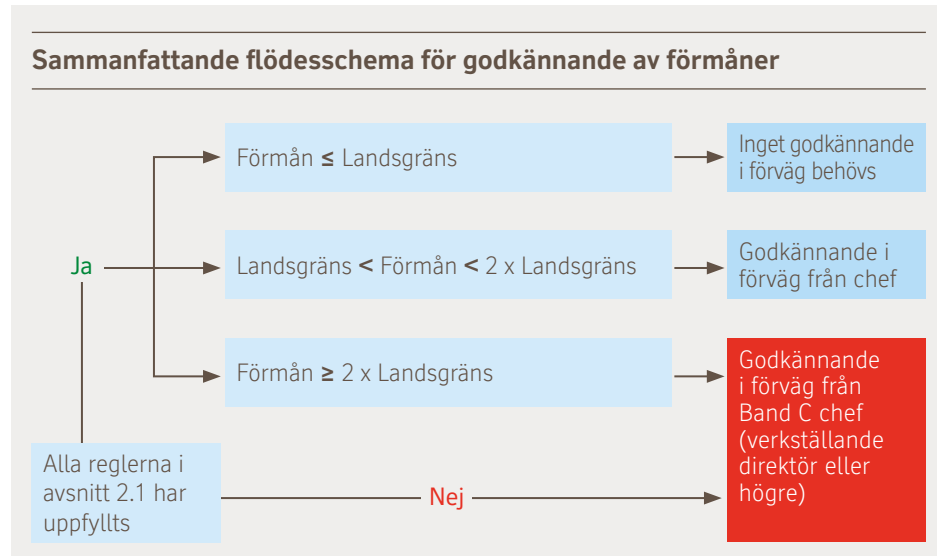 Sammanfattande flödesschema för godkännande av förmåner
Förmån ≤ Landsgräns
Inget godkännande
i förväg behövs
Ja
Landsgräns < Förmån < 2 x Landsgräns
Godkännande i
förväg från chef
Förmån ≥ 2 x Landsgräns
Godkännande
i förväg från
Band C chef
(verkställande
direktör eller
högre)
Alla reglerna i
avsnitt 2.1 har
uppfyllts
Nej